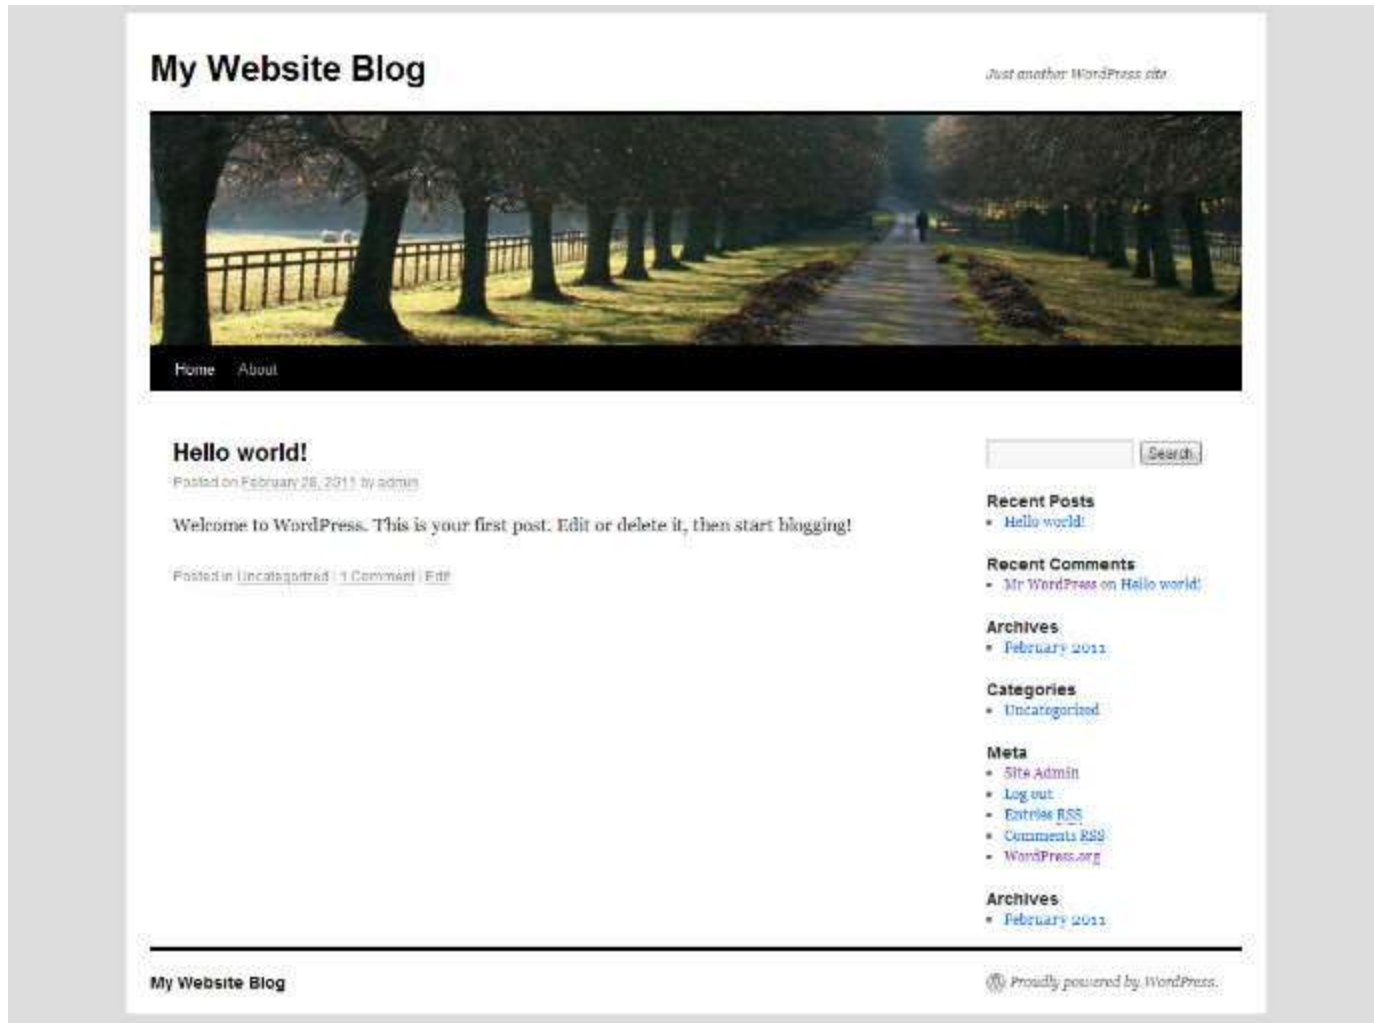 My Website Blog
Just another WordPress site
Home About
Hello world!
Posted on February 28, 2011 by admin
Welcome to WordPress. This is your first post. Edit or delete it, then start blogging!
Posted in Uncategorized | 1 Comment | Edit
Search
Recent Posts
Hello world!
Recent Comments
Mr WordPress on Hello world!
Archives
February 2011
Categories
Uncategorized
Meta
Site Admin
Log out
Entries RSS
Comments RSS
WordPress.org
Archives
February 2011
My Website Blog
Proudly powered by WordPress.